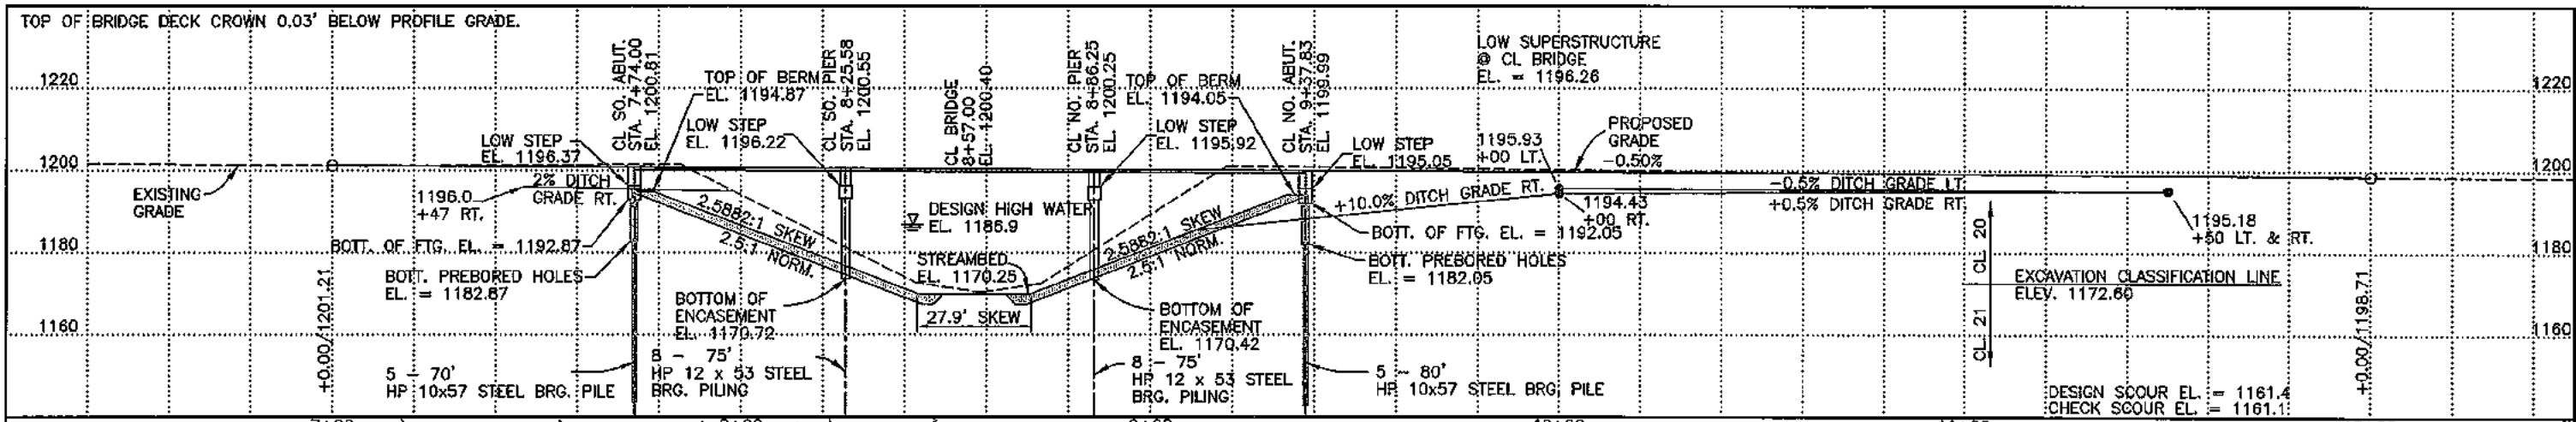 TOP OF BRIDGE DECK CROWN 0.03' BELOW PROFILE GRADE.
1220
1200
1180
1160
1220
1200
1180
1160
EXISTING
GRADE
+0.00/1201.21
1196.0
+47 RT.
2% DITCH
GRADE RT.
LOW STEP
EL. 1196.37
CL SO. ABUT.
STA. 7+74.00
EL. 1200.81
TOP OF BERM
EL. 1194.87
LOW STEP
EL. 1196.22
CL SO. PIER
STA. 8+25.58
EL. 1200.55
CL BRIDGE
8+57.00
EL. 1200.40
CL NO. PIER
STA. 8+86.25
EL. 1200.25
TOP OF BERM
EL. 1194.05
LOW STEP
EL. 1195.92
CL NO. ABUT.
STA. 9+37.83
EL. 1199.99
LOW STEP
EL. 1195.05
LOW SUPERSTRUCTURE
@ CL BRIDGE
EL. = 1196.26
1195.93
+00 LT.
PROPOSED
GRADE
-0.50%
BOTT. OF FTG. EL. = 1192.87
BOTT. PREBORED HOLES
EL. = 1182.87
2.5882:1 SKEW
2.5:1 NORM.
DESIGN HIGH WATER
EL. 1186.9
STREAMBED
EL. 1170.25
2.5882:1 SKEW
2.5:1 NORM.
+10.0% DITCH GRADE RT.
1194.43
+00 RT.
-0.5% DITCH GRADE LT.
+0.5% DITCH GRADE RT.
1195.18
+50 LT. & RT.
BOTT. OF FTG. EL. = 1192.05
BOTT. PREBORED HOLES
EL. = 1182.05
CL. 20
CL. 21
EXCAVATION CLASSIFICATION LINE
ELEV. 1172.60
BOTTOM OF
ENCASEMENT
EL. 1170.72
27.9' SKEW
BOTTOM OF
ENCASEMENT
EL. 1170.42
5 - 70'
HP 10x57 STEEL BRG. PILE
8 - 75'
HP 12 x 53 STEEL
BRG. PILING
8 - 75'
HP 12 x 53 STEEL
BRG. PILING
5 - 80'
HP 10x57 STEEL BRG. PILE
DESIGN SCOUR EL. = 1161.4
CHECK SCOUR EL. = 1161.1
+0.00/1198.71